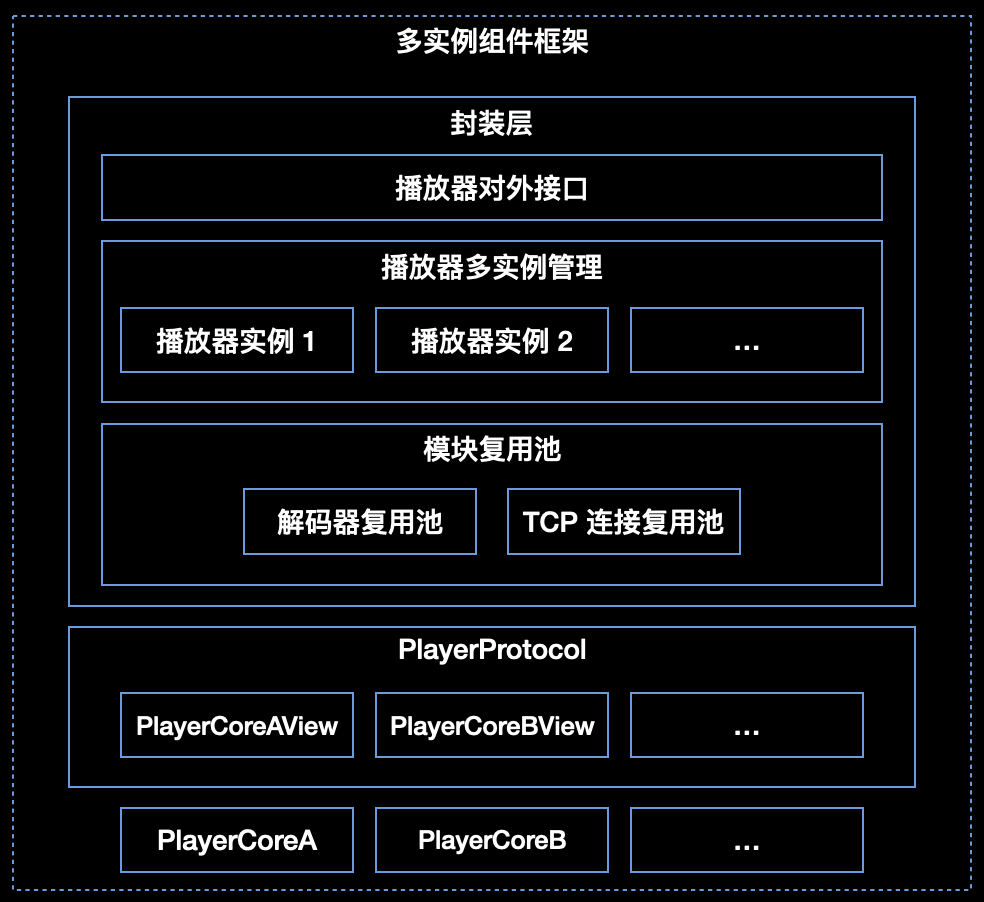 多实例组件框架
封装层
播放器对外接口
播放器多实例管理
播放器实例 1
播放器实例 2
...
模块复用池
解码器复用池
TCP 连接复用池
PlayerProtocol
PlayerCoreAView
PlayerCoreBView
...
PlayerCoreA
PlayerCoreB
...